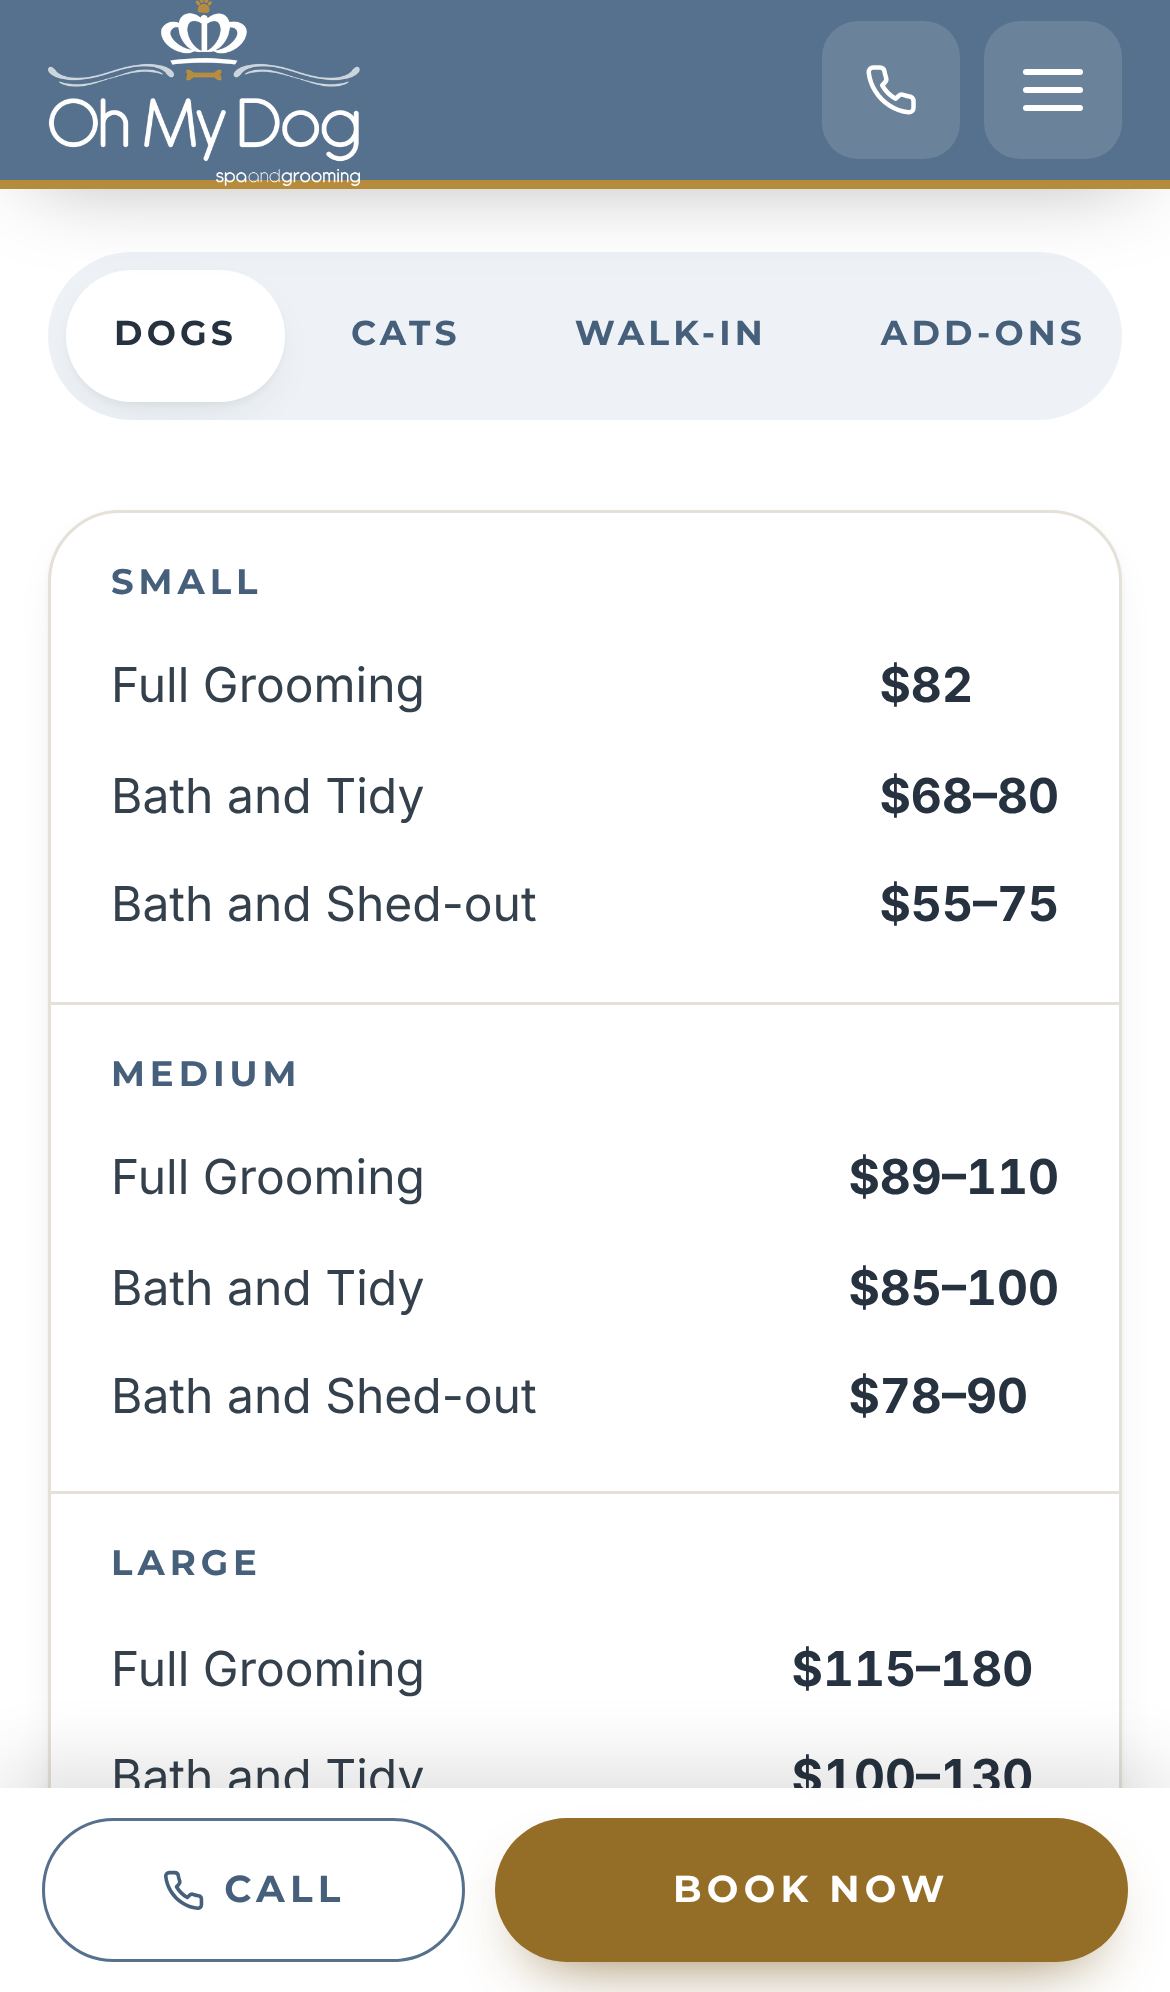 Oh My Dog
spaandgrooming
DOGS CATS WALK-IN ADD-ONS
SMALL
Full Grooming $82
Bath and Tidy $68–80
Bath and Shed-out $55–75
MEDIUM
Full Grooming $89–110
Bath and Tidy $85–100
Bath and Shed-out $78–90
LARGE
Full Grooming $115–180
Bath and Tidy $100–130
CALL BOOK NOW